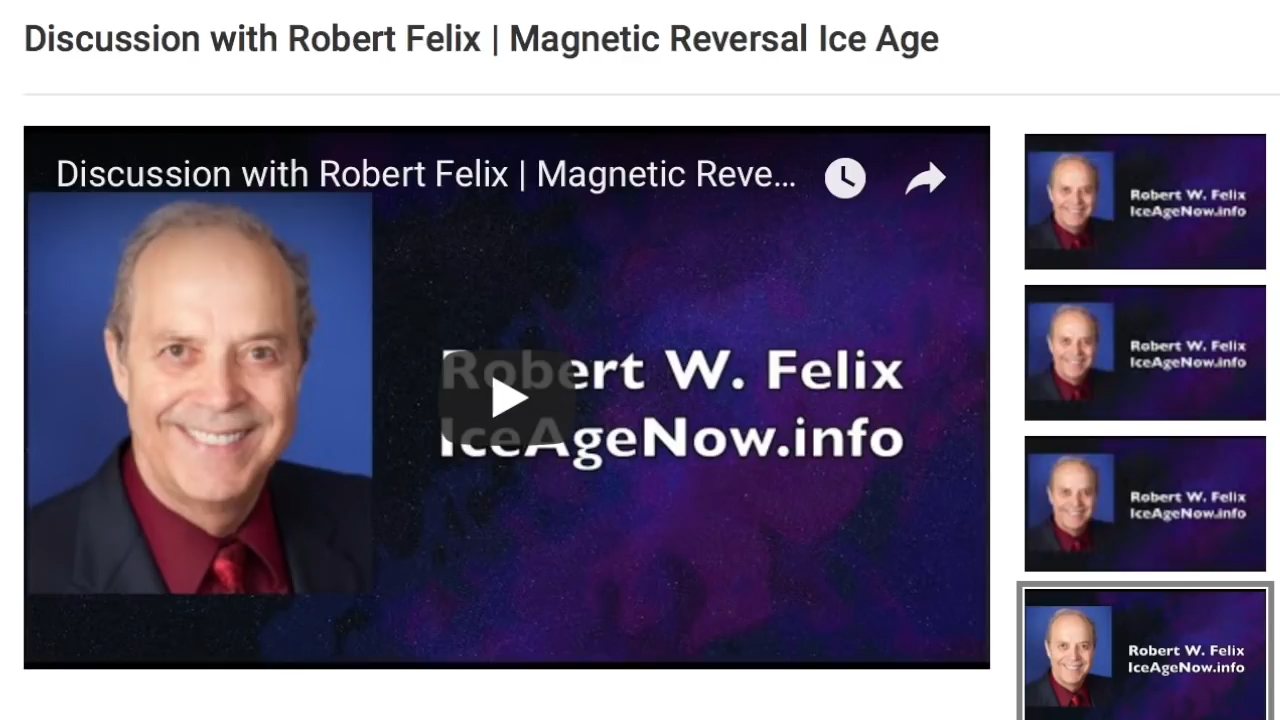 Discussion with Robert Felix | Magnetic Reversal Ice Age
Discussion with Robert Felix | Magnetic Reve...
Robert W. Felix
IceAgeNow.info
Robert W. Felix
IceAgeNow.info
Robert W. Felix
IceAgeNow.info
Robert W. Felix
IceAgeNow.info
Robert W. Felix
IceAgeNow.info